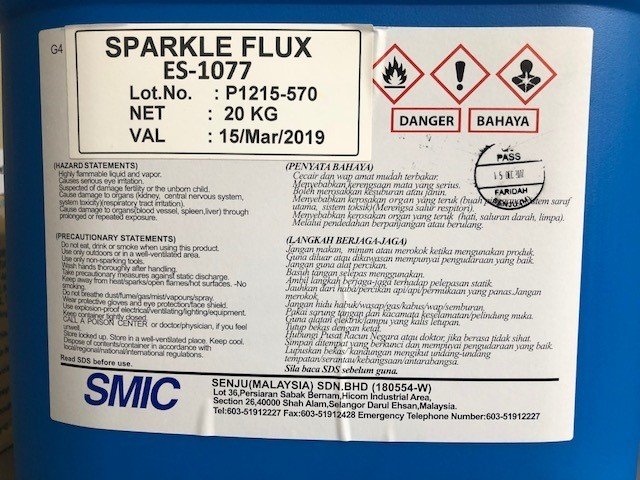 G4
SPARKLE FLUX
ES-1077
Lot.No. : P1215-570
NET : 20 KG
VAL : 15/Mar/2019
DANGER
BAHAYA
PASS
FARIDAH
(HAZARD STATEMENTS)
Highly flammable liquid and vapor.
Causes serious eye irritation.
Suspected of damage fertility or the unborn child.
Cause damage to organs (kidney, central nervous system,
system toxicity)(respiratory tract irritation).
Cause damage to organs(blood vessel, spleen,liver) through
prolonged or repeated exposure.
(PRECAUTIONARY STATEMENTS)
Do not eat, drink or smoke when using this product.
Use only outdoors or in a well-ventilated area.
Use only non-sparking tools.
Wash hands thoroughly after handling.
Take precautionary measures against static discharge.
Keep away from heat/sparks/open flames/hot surfaces. -No
smoking.
Do not breathe dust/fume/gas/mist/vapours/spray.
Wear protective gloves and eye protection/face shield.
Use explosion-proof electrical/ventilating/lighting/equipment.
Keep container tightly closed.
CALL A POISON CENTER or doctor/physician, if you feel
unwell.
Store locked up. Store in a well-ventilated place. Keep cool.
Dispose of contents/container in accordance with
local/regional/national/international regulations.
Read SDS before use.
(PENYATA BAHAYA)
Cecair dan wap amat mudah terbakar.
Menyebabkan kerengsaan mata yang serius.
Boleh merosakkan kesuburan atau janin.
Menyebabkan kerosakan organ yang teruk (buah saraf
utama, sistem toksik)(Merengsa salur respitori).
Menyebabkan kerosakan organ yang teruk (hati, saluran darah, limpa).
Melalui pendedahan berpanjangan atau berulang.
(LANGKAH BERJAGA-JAGA)
Jangan makan, minum atau merokok ketika mengunakan produk.
Guna diluar atau dikawasan mempunyai pengudaraan yang baik.
Jangan guna alat percikan.
Basuh tangan selepas menggunakan.
Ambil langkah berjaga-jaga terhadap pelepasan statik.
Jauhkan dari haba/percikan api/api/permukaan yang panas.Jangan
merokok.
Jangan hidu habuk/wasap/gas/kabus/wap/semburan.
Pakai sarung tangan dan kacamata keselamatan/pelindung muka.
Guna alatan elektrik/lampu yang kalis letupan.
Tutup bekas dengan ketat.
Hubungi Pusat Racun Negara atau doktor, jika berasa tidak sihat.
Simpan ditempat yang berkunci dan mempuyai pengudaraan yang baik.
Lupuskan bekas/ kandungan mengikut undang-undang
tempatan/serantau/kebangsaan/antarabangsa.
Sila baca SDS sebelum guna.
SMIC
SENJU(MALAYSIA) SDN.BHD (180554-W)
Lot 36,Persiaran Sabak Bernam,Hicom Industrial Area,
Section 26,40000 Shah Alam,Selangor Darul Ehsan,Malaysia.
Tel:603-51912227 Fax:603-51912428 Emergency Telephone Number:603-51912227